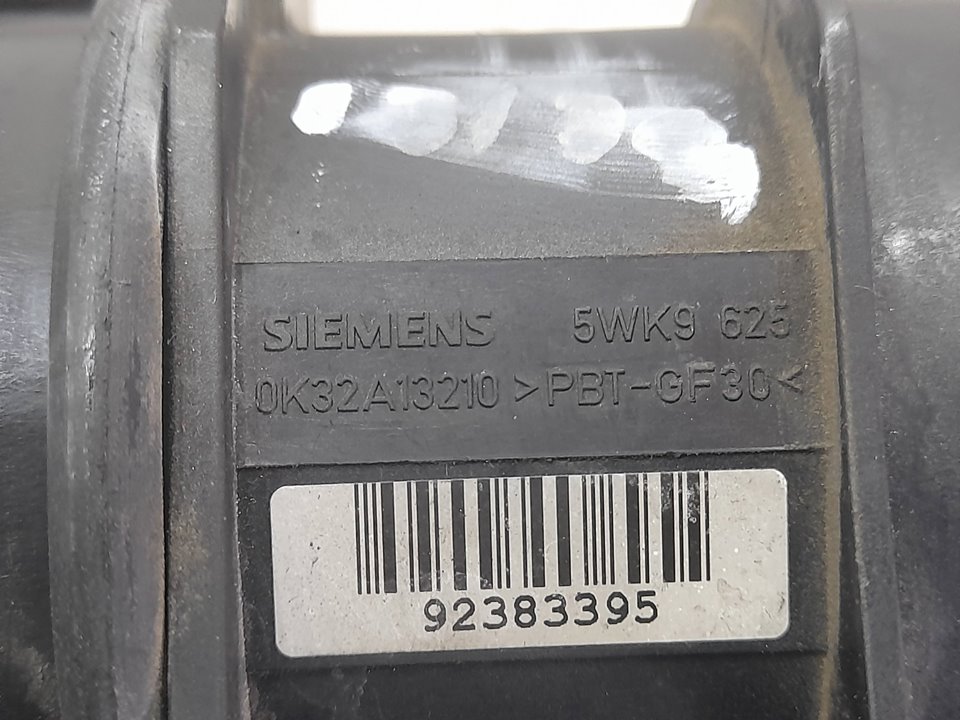 SIEMENS 5WK9 625
0K32A13210 >PBT-GF30<
92383395